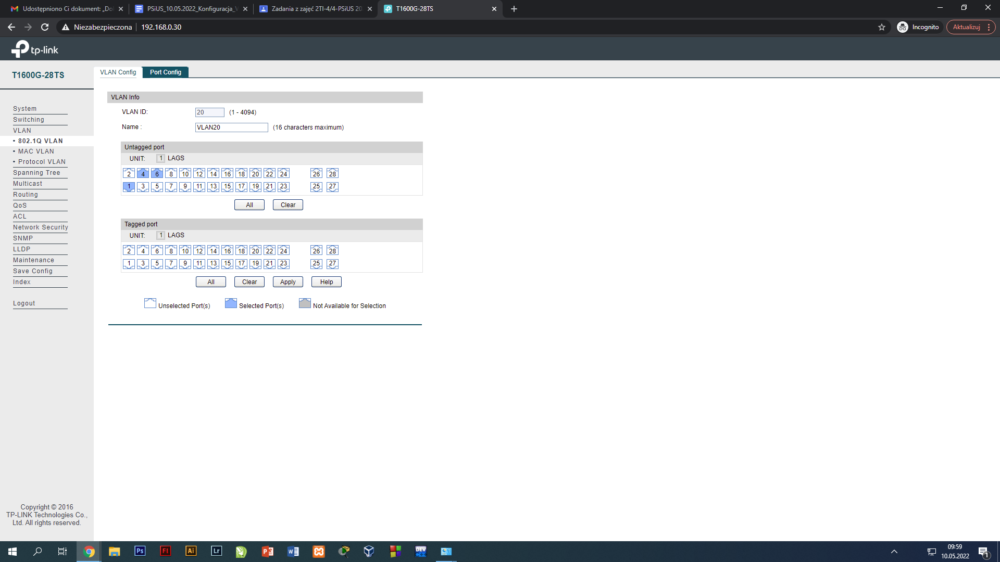 Udostępniono Ci dokument: „Do
PSiUS_10.05.2022_Konfiguracja_V
Zadania z zajęć 2TI-4/4-PSiUS 20
T1600G-28TS
Niezabezpieczona
192.168.0.30
Incognito
Aktualizuj
tp-link
T1600G-28TS
VLAN Config
Port Config
System
Switching
VLAN
• 802.1Q VLAN
• MAC VLAN
• Protocol VLAN
Spanning Tree
Multicast
Routing
QoS
ACL
Network Security
SNMP
LLDP
Maintenance
Save Config
Index
Logout
Copyright © 2016
TP-LINK Technologies Co.,
Ltd. All rights reserved.
VLAN Info
VLAN ID: 20 (1 - 4094)
Name : VLAN20 (16 characters maximum)
Untagged port
UNIT: 1 LAGS
2 4 6 8 10 12 14 16 18 20 22 24 26 28
1 3 5 7 9 11 13 15 17 19 21 23 25 27
All Clear
Tagged port
UNIT: 1 LAGS
2 4 6 8 10 12 14 16 18 20 22 24 26 28
1 3 5 7 9 11 13 15 17 19 21 23 25 27
All Clear Apply Help
Unselected Port(s) Selected Port(s) Not Available for Selection
Ps Fl Ai Lr P W DEV
09:59
10.05.2022
1